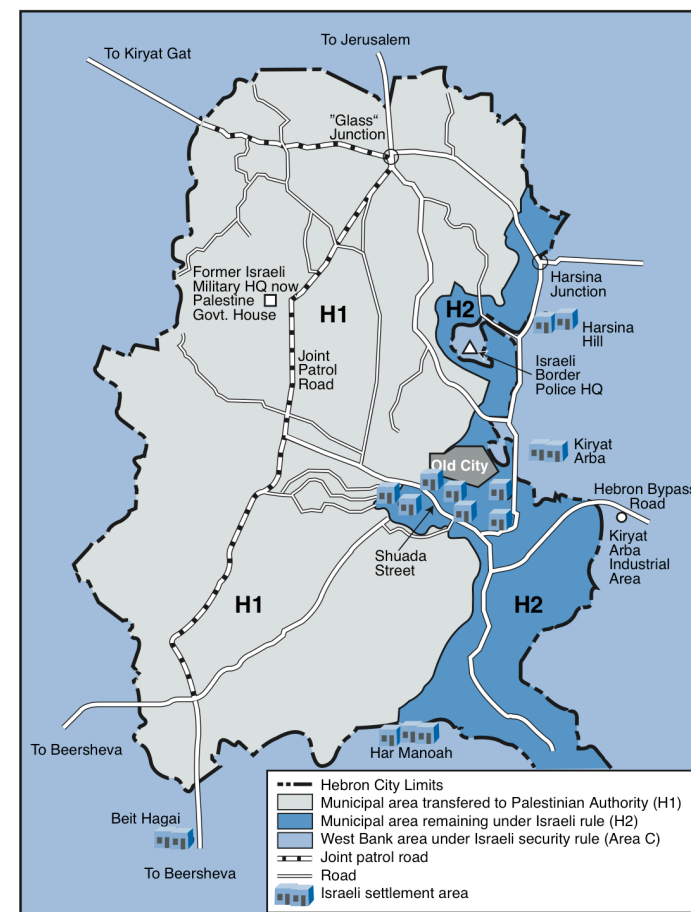 To Jerusalem
To Kiryat Gat
"Glass"
Junction
Harsina
Junction
Former Israeli
Military HQ now
Palestine
Govt. House
H1
H2
Harsina
Hill
Joint
Patrol
Road
Israeli
Border
Police HQ
Kiryat
Arba
Old City
Hebron Bypass
Road
Kiryat
Arba
Industrial
Area
Shuada
Street
H1
H2
To Beersheva
Har Manoah
Beit Hagai
To Beersheva
Hebron City Limits
Municipal area transfered to Palestinian Authority (H1)
Municipal area remaining under Israeli rule (H2)
West Bank area under Israeli security rule (Area C)
Joint patrol road
Road
Israeli settlement area